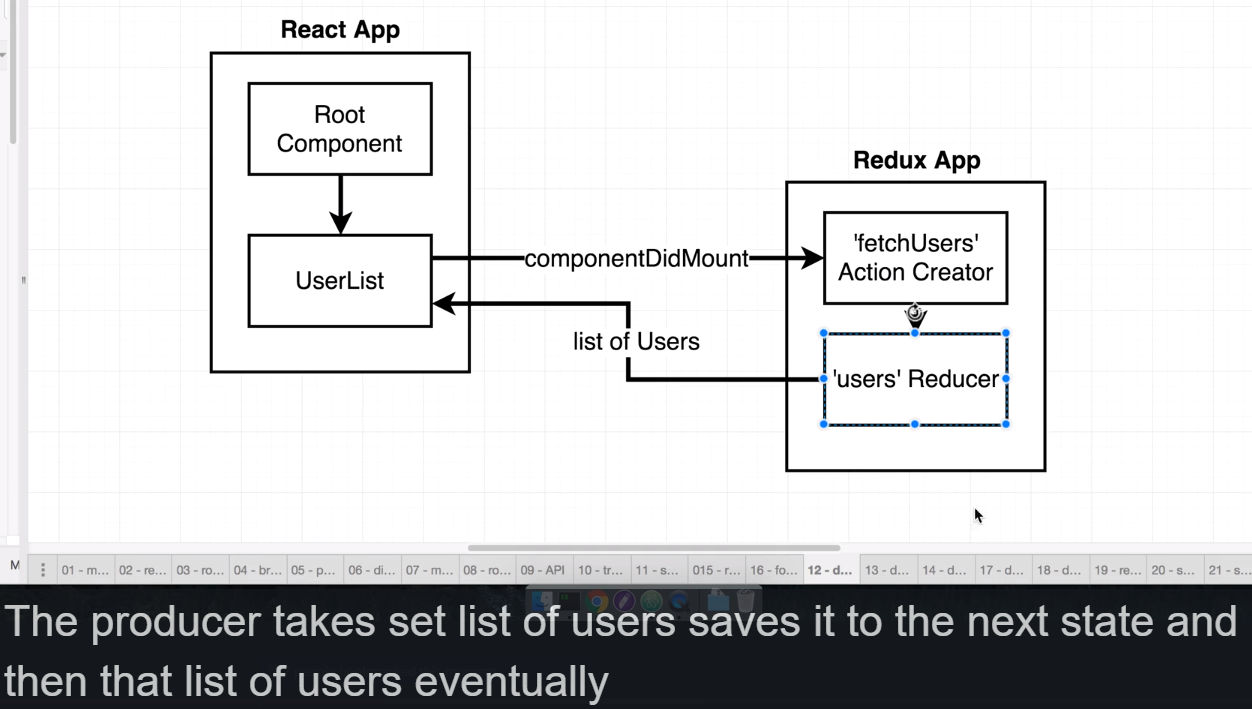 React App
Root
Component
UserList
componentDidMount
list of Users
Redux App
'fetchUsers'
Action Creator
'users' Reducer
M
01 - m...
02 - re...
03 - ro...
04 - br...
05 - p...
06 - di...
07 - m...
08 - ro...
09 - API
10 - tr...
11 - s...
015 - r...
16 - fo...
12 - d...
13 - d...
14 - d...
17 - d...
18 - d...
19 - re...
20 - s...
21 - s...
The producer takes set list of users saves it to the next state and
then that list of users eventually